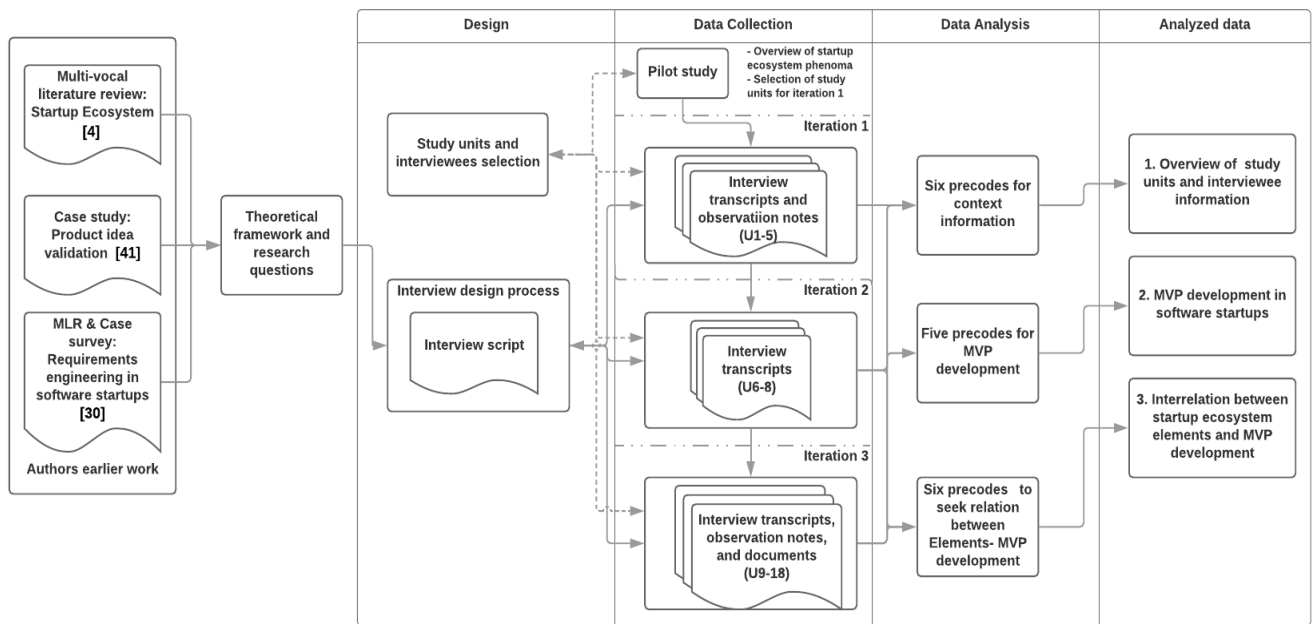 Design
Data Collection
Data Analysis
Analyzed data
Multi-vocal
literature review:
Startup Ecosystem
[4]
Case study:
Product idea
validation [41]
MLR & Case
survey:
Requirements
engineering in
software startups
[30]
Authors earlier work
Theoretical
framework and
research
questions
Study units and
interviewees selection
Interview design process
Interview script
Pilot study
- Overview of startup
ecosystem phenoma
- Selection of study
units for iteration 1
Iteration 1
Interview
transcripts and
observatiion notes
(U1-5)
Iteration 2
Interview
transcripts
(U6-8)
Iteration 3
Interview transcripts,
observation notes,
and documents
(U9-18)
Six precodes for
context
information
Five precodes for
MVP
development
Six precodes to
seek relation
between
Elements- MVP
development
1. Overview of study
units and interviewee
information
2. MVP development in
software startups
3. Interrelation between
startup ecosystem
elements and MVP
development